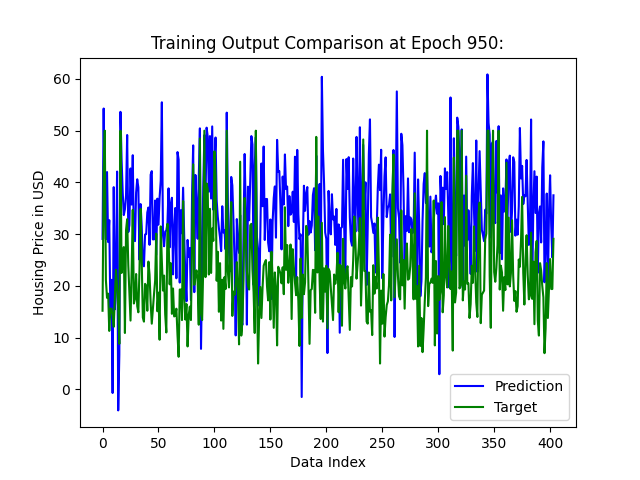 Training Output Comparison at Epoch 950:
Housing Price in USD
60
50
40
30
20
10
0
0 50 100 150 200 250 300 350 400
Data Index
Prediction
Target